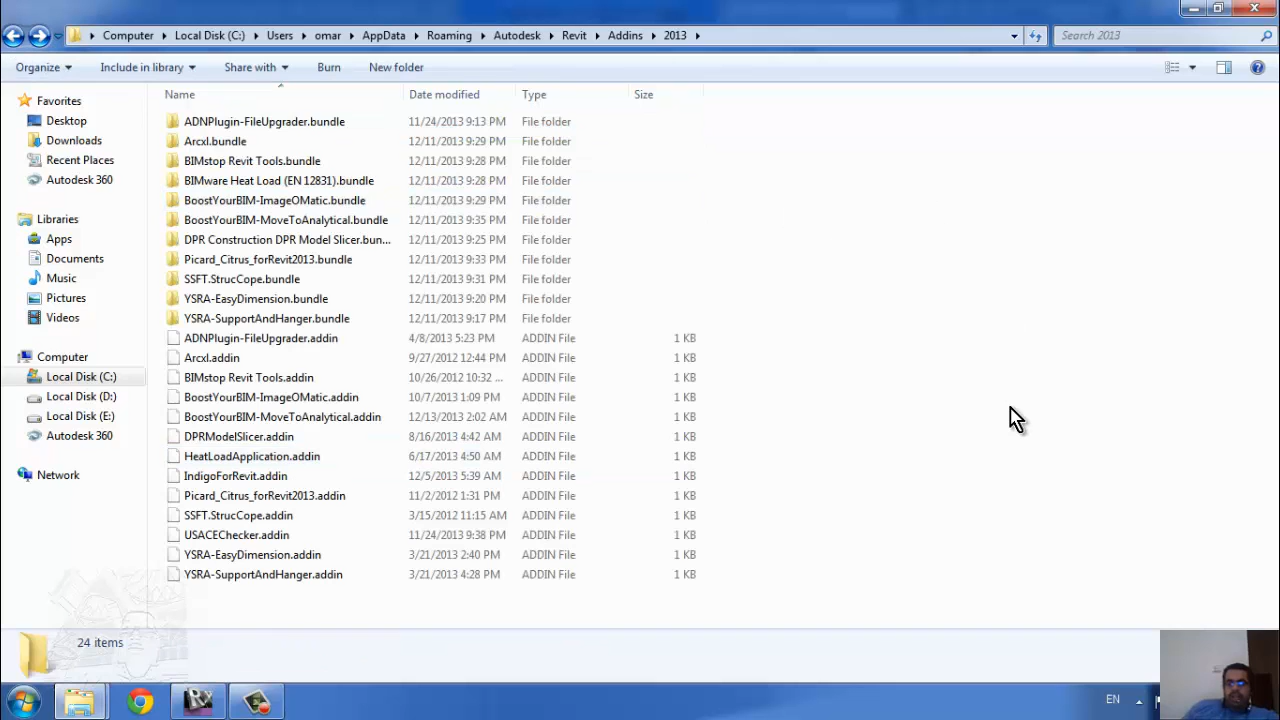 Computer Local Disk (C:) Users omar AppData Roaming Autodesk Revit Addins 2013 Search 2013
Organize Include in library Share with Burn New folder
Name Date modified Type Size
Favorites
Desktop
Downloads
Recent Places
Autodesk 360
Libraries
Apps
Documents
Music
Pictures
Videos
Computer
Local Disk (C:)
Local Disk (D:)
Local Disk (E:)
Autodesk 360
Network
ADNPlugin-FileUpgrader.bundle 11/24/2013 9:13 PM File folder
Arcxl.bundle 12/11/2013 9:29 PM File folder
BIMstop Revit Tools.bundle 12/11/2013 9:28 PM File folder
BIMware Heat Load (EN 12831).bundle 12/11/2013 9:28 PM File folder
BoostYourBIM-ImageOMatic.bundle 12/11/2013 9:29 PM File folder
BoostYourBIM-MoveToAnalytical.bundle 12/11/2013 9:35 PM File folder
DPR Construction DPR Model Slicer.bun... 12/11/2013 9:25 PM File folder
Picard_Citrus_forRevit2013.bundle 12/11/2013 9:33 PM File folder
SSFT.StrucCope.bundle 12/11/2013 9:31 PM File folder
YSRA-EasyDimension.bundle 12/11/2013 9:20 PM File folder
YSRA-SupportAndHanger.bundle 12/11/2013 9:17 PM File folder
ADNPlugin-FileUpgrader.addin 4/8/2013 5:23 PM ADDIN File 1 KB
Arcxl.addin 9/27/2012 12:44 PM ADDIN File 1 KB
BIMstop Revit Tools.addin 10/26/2012 10:32 ... ADDIN File 1 KB
BoostYourBIM-ImageOMatic.addin 10/7/2013 1:09 PM ADDIN File 1 KB
BoostYourBIM-MoveToAnalytical.addin 12/13/2013 2:02 AM ADDIN File 1 KB
DPRModelSlicer.addin 8/16/2013 4:42 AM ADDIN File 1 KB
HeatLoadApplication.addin 6/17/2013 4:50 AM ADDIN File 1 KB
IndigoForRevit.addin 12/5/2013 5:39 AM ADDIN File 1 KB
Picard_Citrus_forRevit2013.addin 11/2/2012 1:31 PM ADDIN File 1 KB
SSFT.StrucCope.addin 3/15/2012 11:15 AM ADDIN File 1 KB
USACEChecker.addin 11/24/2013 9:38 PM ADDIN File 1 KB
YSRA-EasyDimension.addin 3/21/2013 2:40 PM ADDIN File 1 KB
YSRA-SupportAndHanger.addin 3/21/2013 4:28 PM ADDIN File 1 KB
24 items
EN